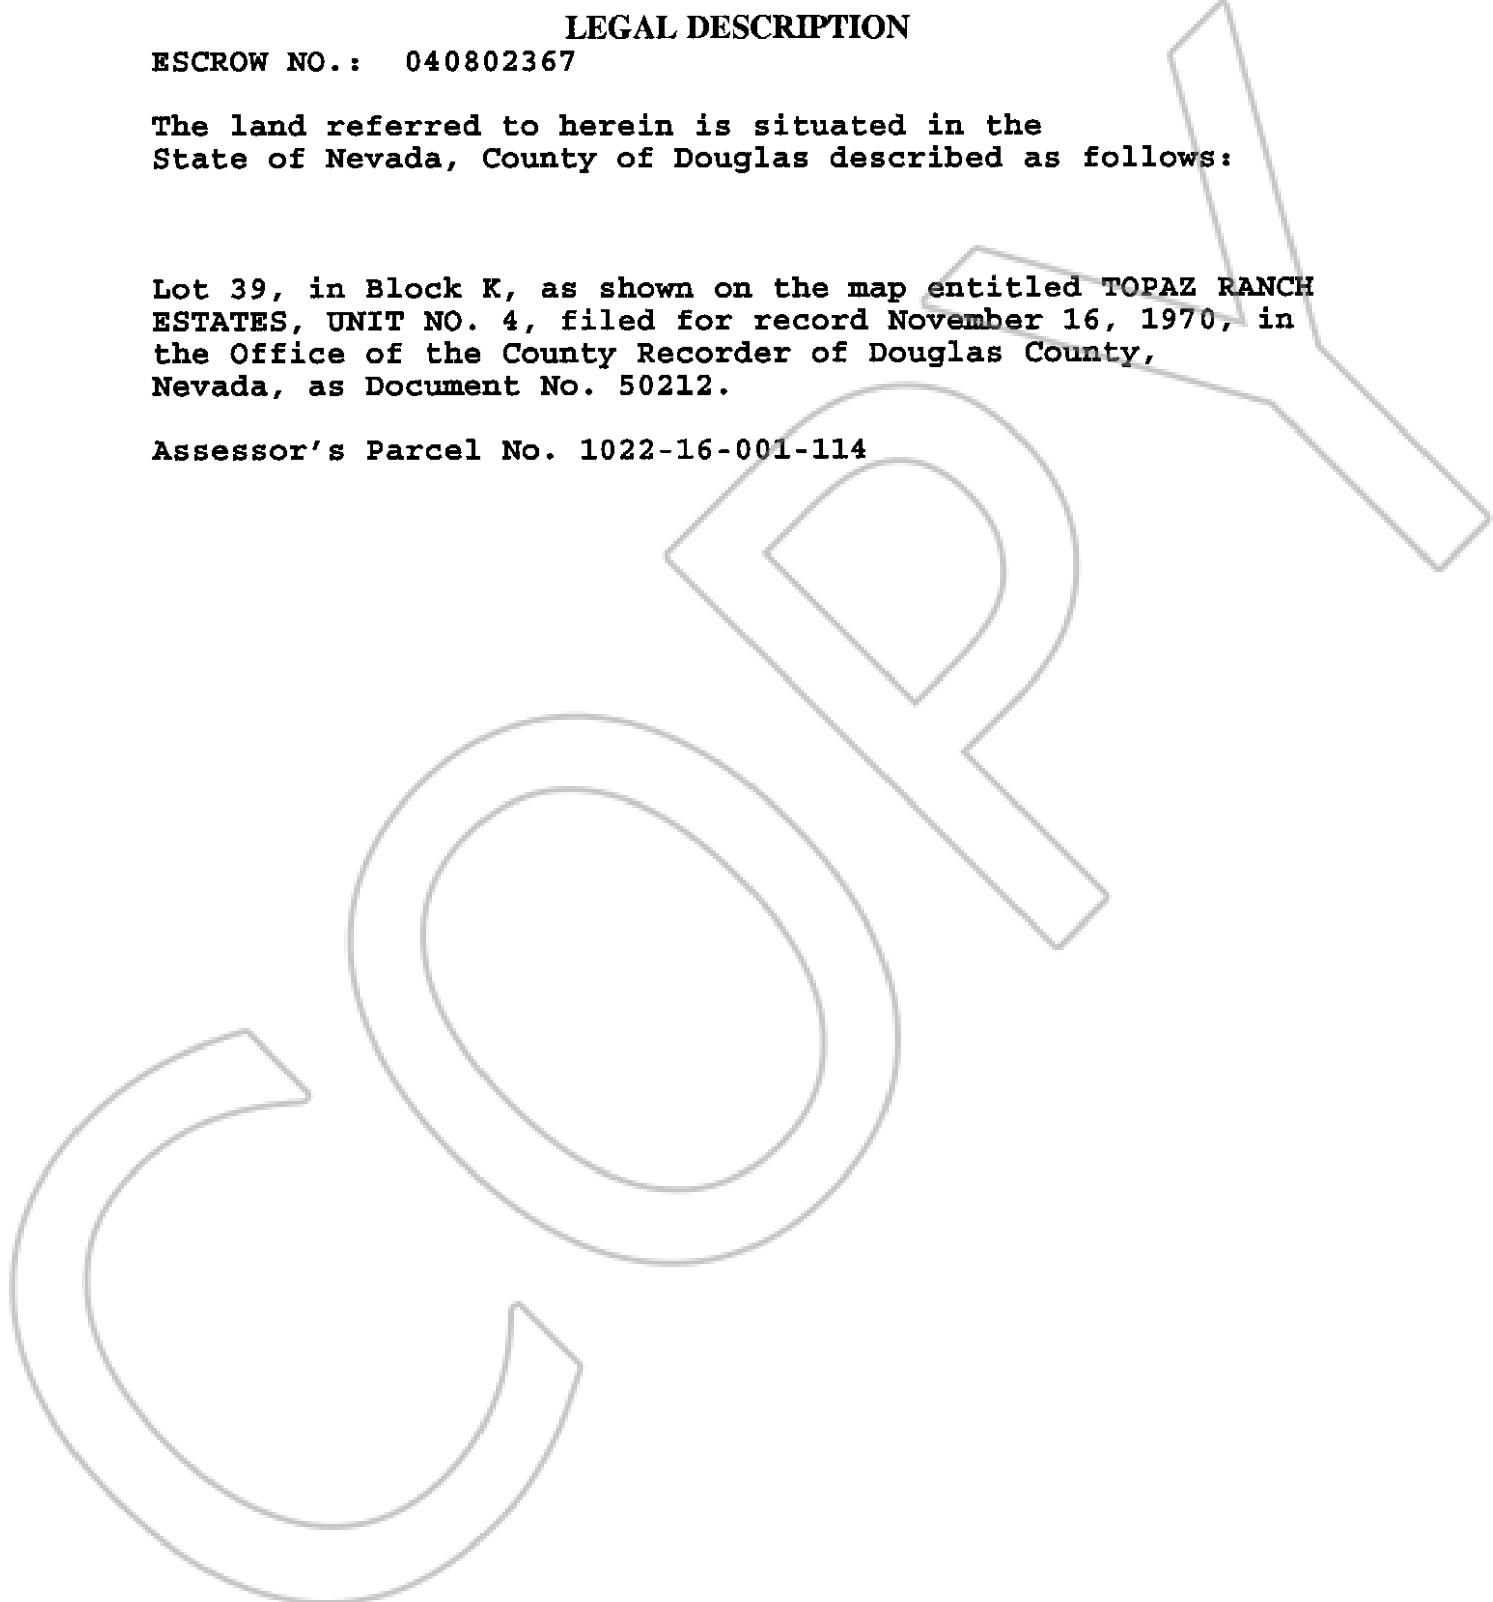 LEGAL DESCRIPTION
ESCROW NO.: 040802367
The land referred to herein is situated in the
State of Nevada, County of Douglas described as follows:
Lot 39, in Block K, as shown on the map entitled TOPAZ RANCH
ESTATES, UNIT NO. 4, filed for record November 16, 1970, in
the Office of the County Recorder of Douglas County,
Nevada, as Document No. 50212.
Assessor's Parcel No. 1022-16-001-114
COPY